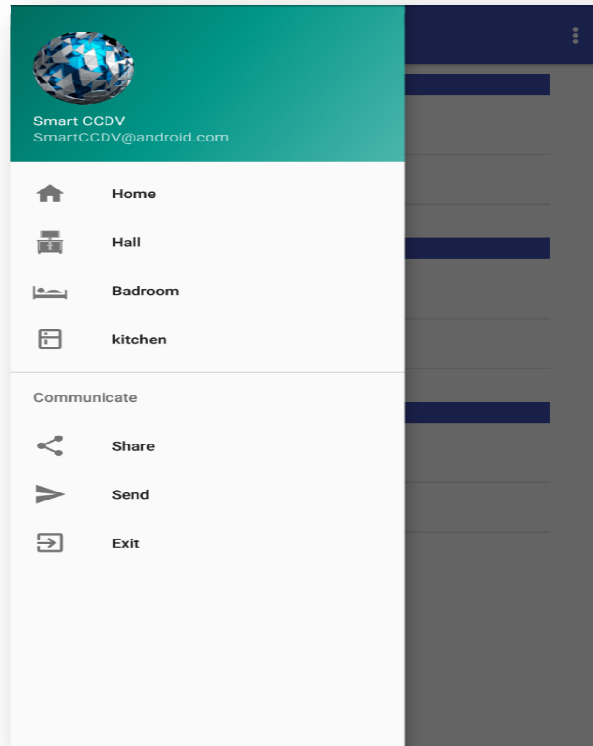 Smart CCDV
SmartCCDV@android.com
Home
Hall
Badroom
kitchen
Communicate
Share
Send
Exit